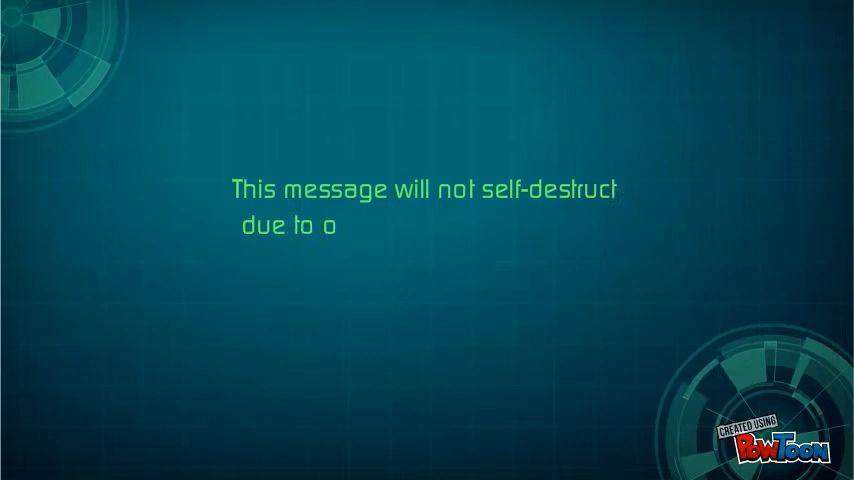 This message will not self-destruct
due to o
CREATED USING
POWTOON